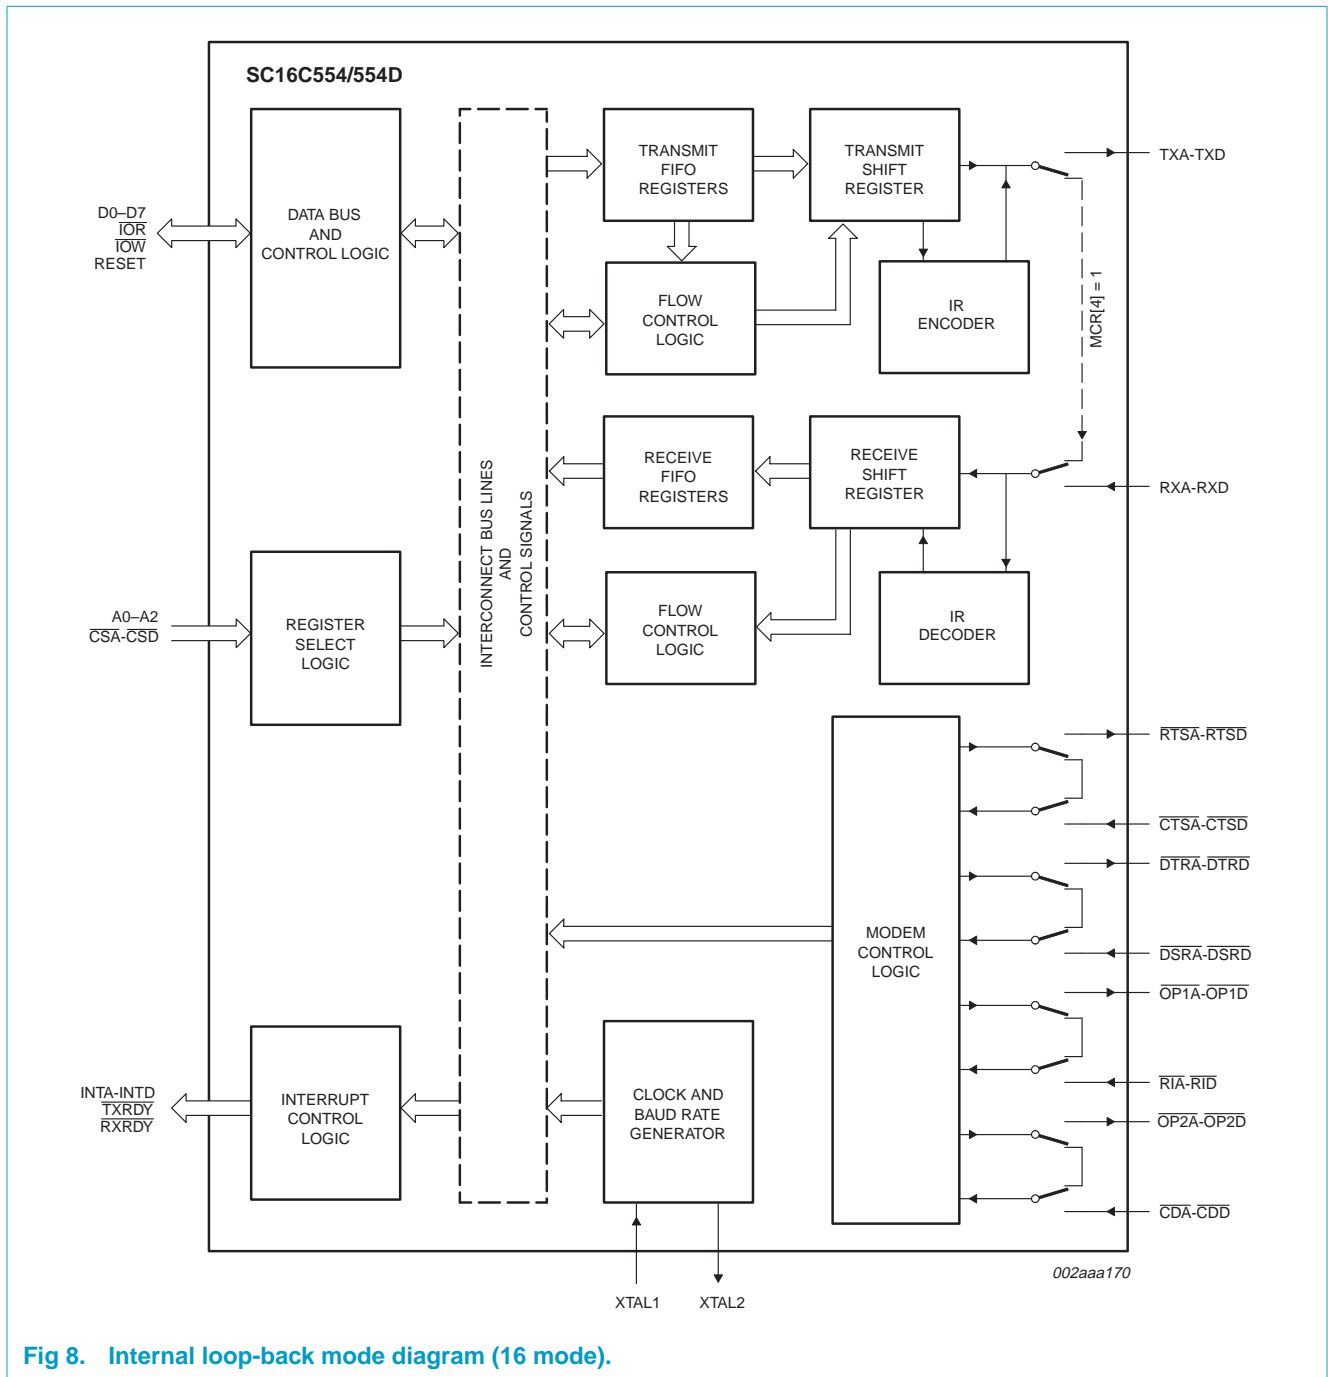 SC16C554/554D
DATA BUS
AND
CONTROL LOGIC
D0–D7
IOR
IOW
RESET
TRANSMIT
FIFO
REGISTERS
TRANSMIT
SHIFT
REGISTER
TXA-TXD
FLOW
CONTROL
LOGIC
IR
ENCODER
MCR[4] = 1
INTERCONNECT BUS LINES
AND
CONTROL SIGNALS
RECEIVE
FIFO
REGISTERS
RECEIVE
SHIFT
REGISTER
RXA-RXD
A0–A2
CSA-CSD
REGISTER
SELECT
LOGIC
FLOW
CONTROL
LOGIC
IR
DECODER
RTSA-RTSD
CTSA-CTSD
DTRA-DTRD
MODEM
CONTROL
LOGIC
DSRA-DSRD
OP1A-OP1D
RIA-RID
OP2A-OP2D
CDA-CDD
INTA-INTD
TXRDY
RXRDY
INTERRUPT
CONTROL
LOGIC
CLOCK AND
BAUD RATE
GENERATOR
XTAL1
XTAL2
002aaa170
Fig 8. Internal loop-back mode diagram (16 mode).